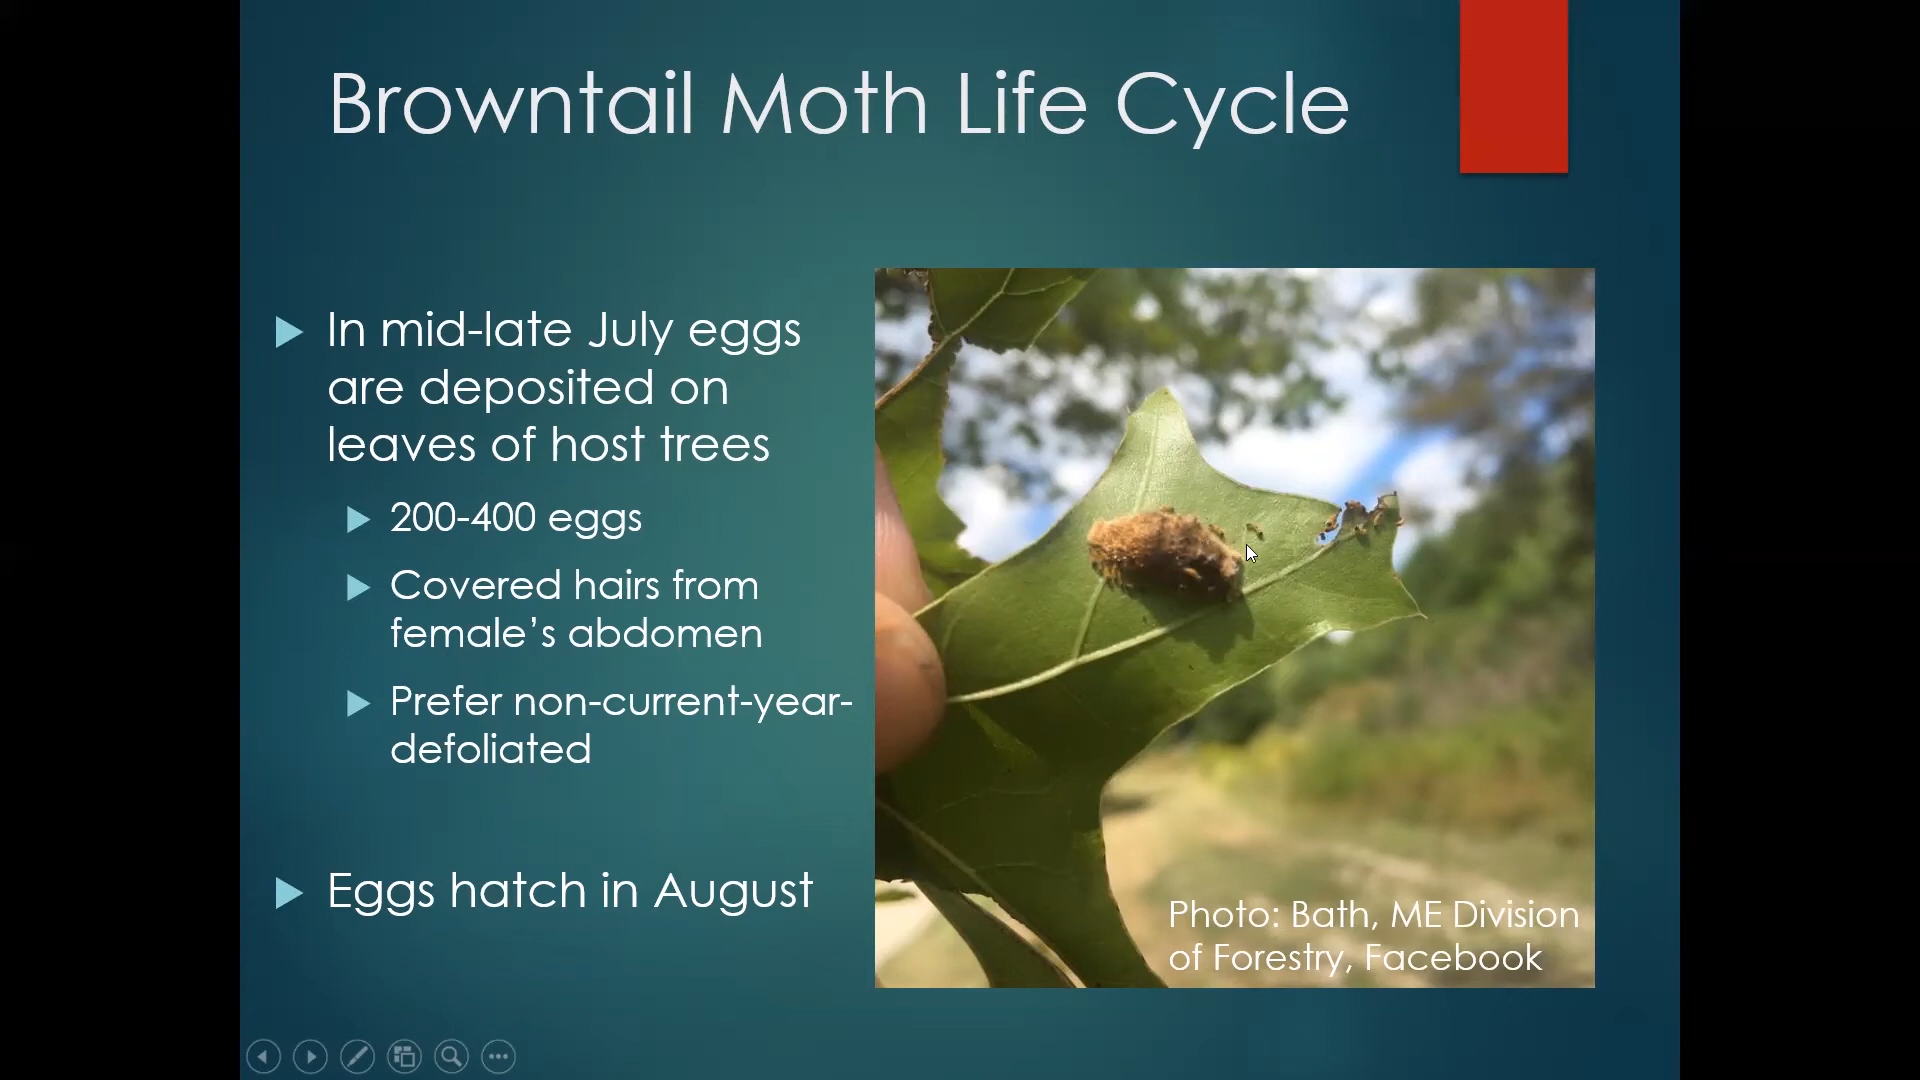 Browntail Moth Life Cycle
In mid-late July eggs
are deposited on
leaves of host trees
200-400 eggs
Covered hairs from
female’s abdomen
Prefer non-current-year-
defoliated
Eggs hatch in August
Photo: Bath, ME Division
of Forestry, Facebook